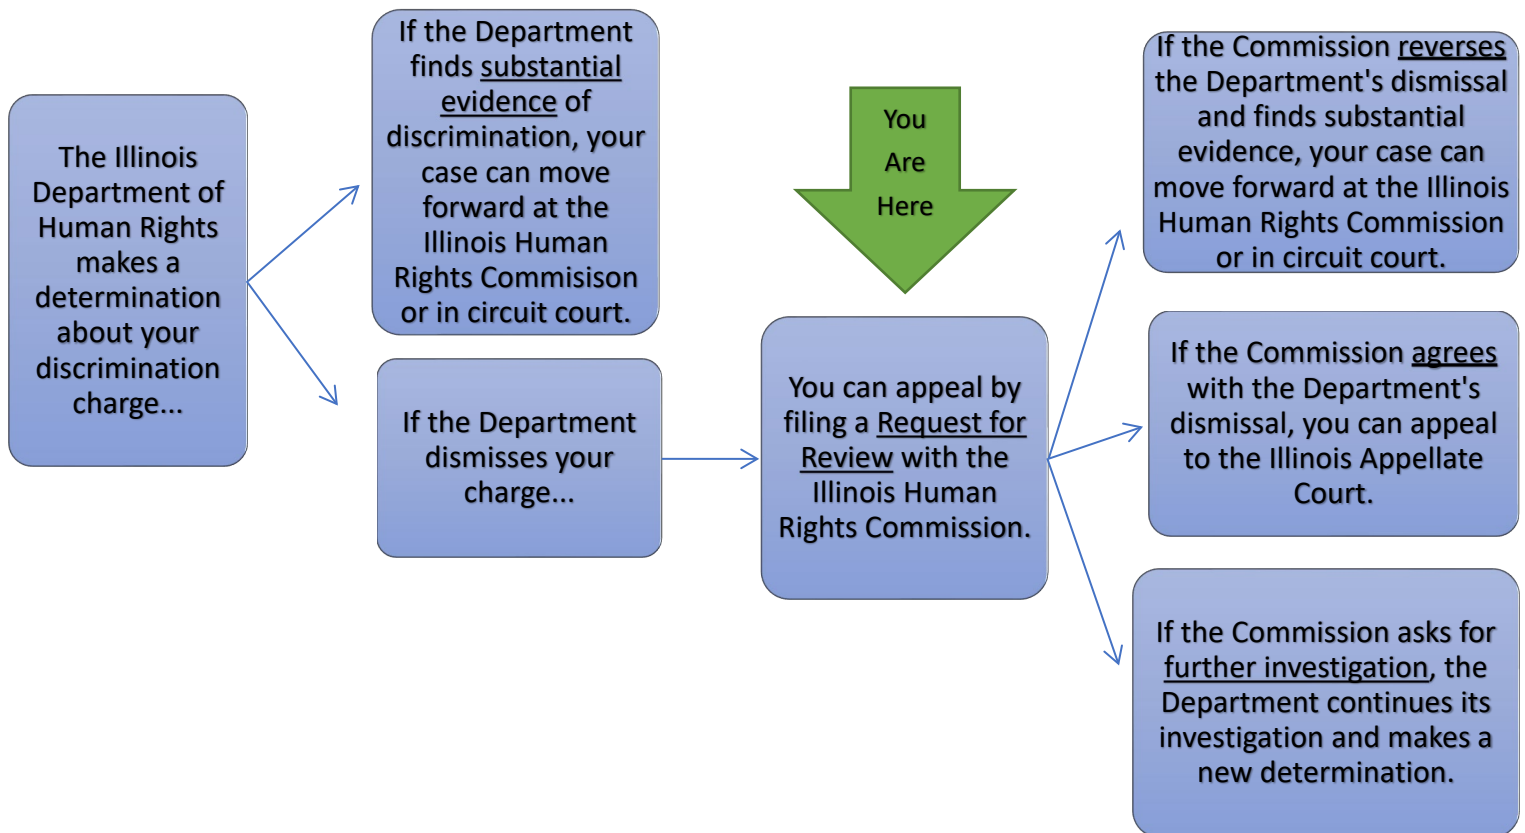 The Illinois
Department of
Human Rights
makes a
determination
about your
discrimination
charge...
If the Department
finds substantial
evidence of
discrimination, your
case can move
forward at the
Illinois Human
Rights Commisison
or in circuit court.
If the Department
dismisses your
charge...
You
Are
Here
You can appeal by
filing a Request for
Review with the
Illinois Human
Rights Commission.
If the Commission reverses
the Department's dismissal
and finds substantial
evidence, your case can
move forward at the Illinois
Human Rights Commission
or in circuit court.
If the Commission agrees
with the Department's
dismissal, you can appeal
to the Illinois Appellate
Court.
If the Commission asks for
further investigation, the
Department continues its
investigation and makes a
new determination.